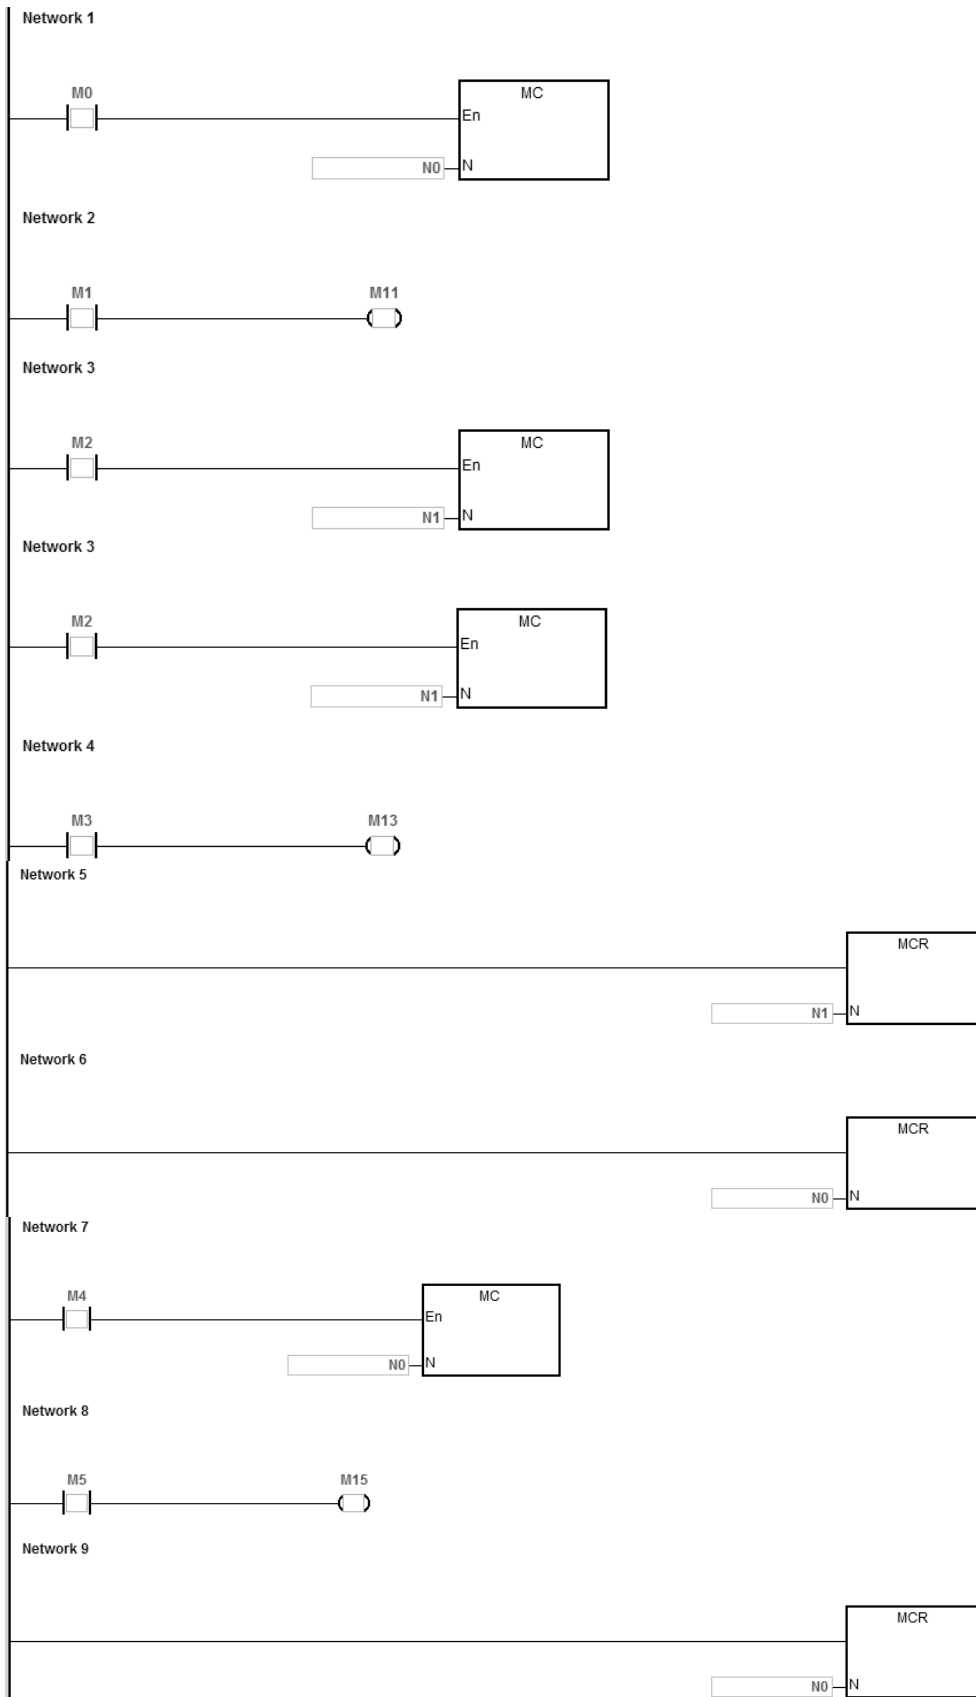 Network 1
M0
MC
En
N0 N
Network 2
M1 M11
Network 3
M2
MC
En
N1 N
Network 3
M2
MC
En
N1 N
Network 4
M3 M13
Network 5
MCR
N1 N
Network 6
MCR
N0 N
Network 7
M4
MC
En
N0 N
Network 8
M5 M15
Network 9
MCR
N0 N